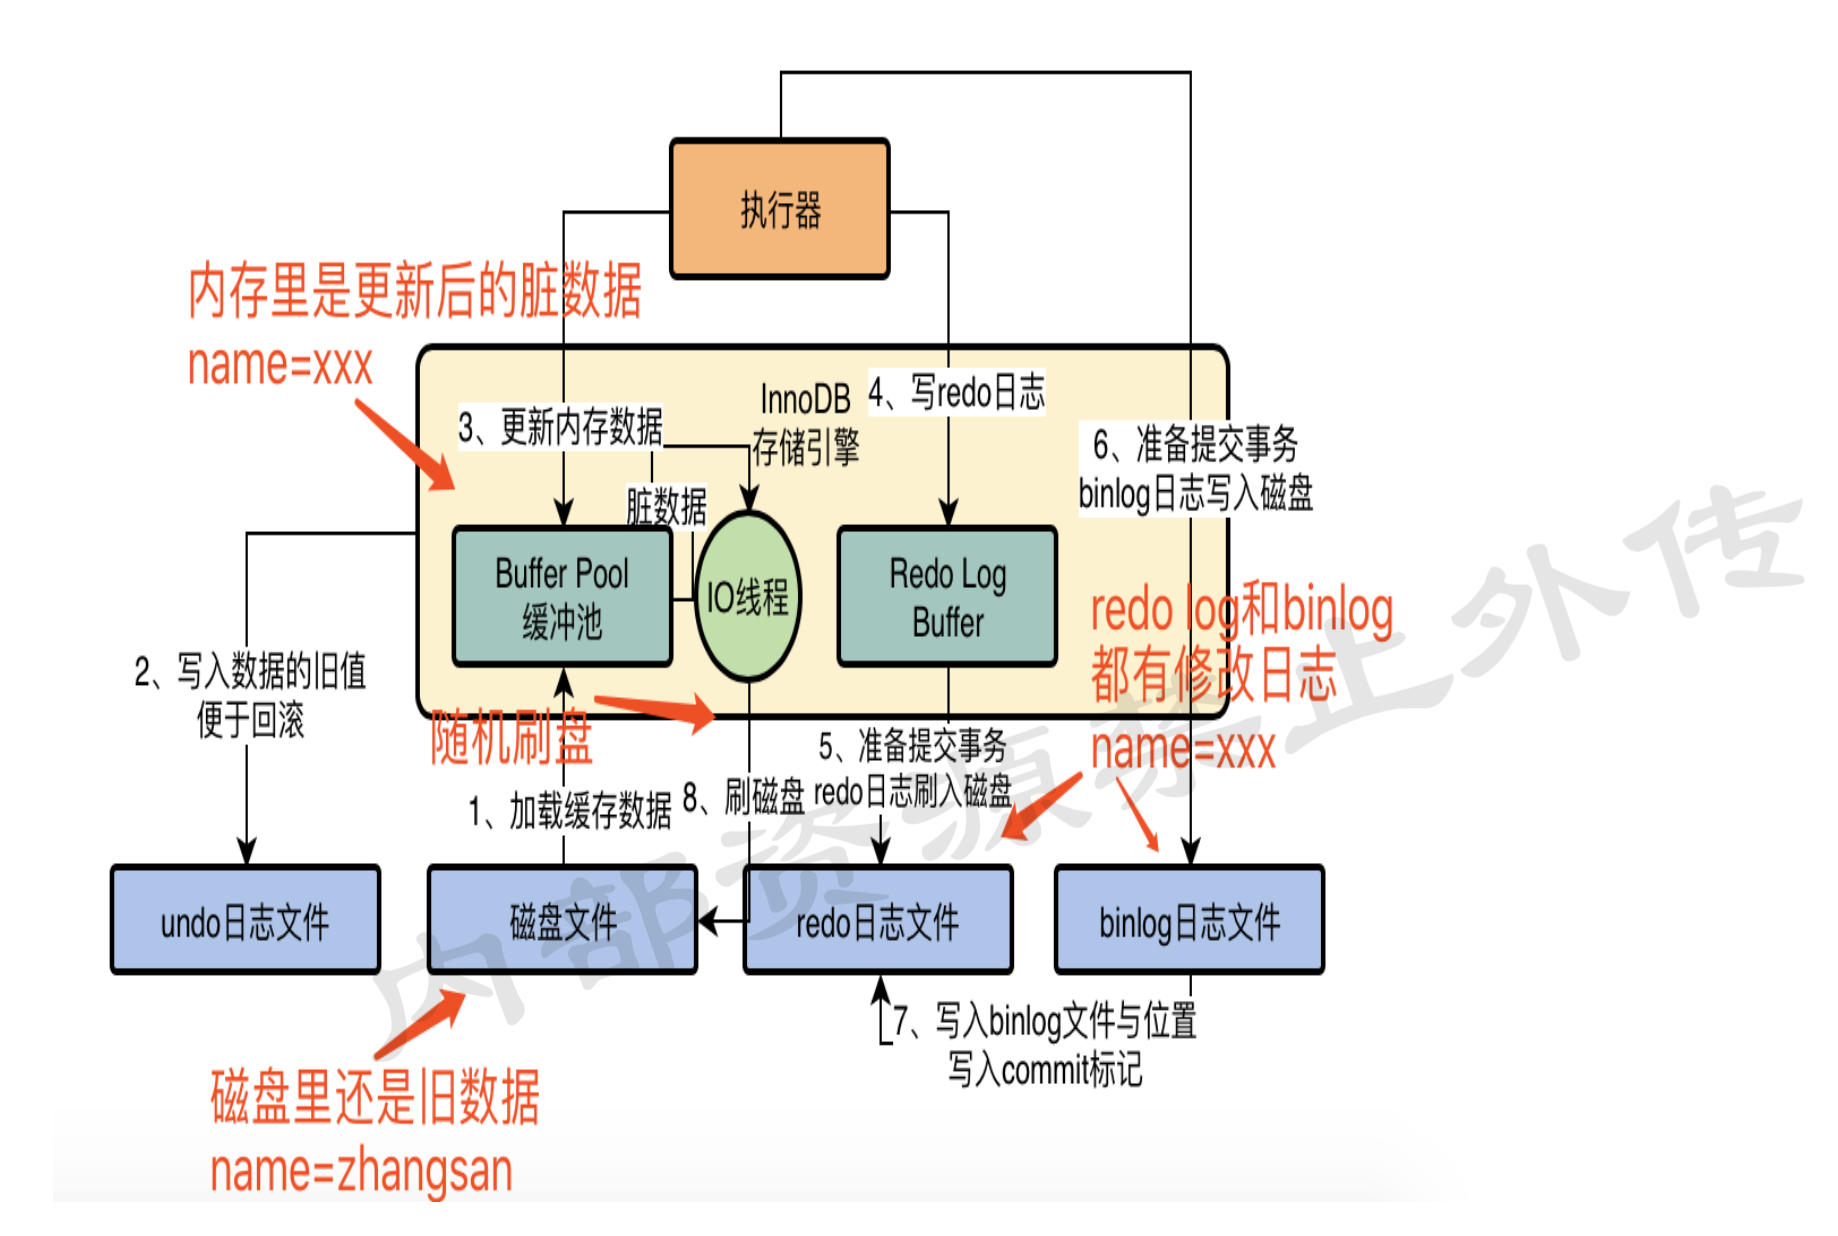 执行器
内存里是更新后的脏数据
name=xxx
InnoDB
存储引擎
4、写redo日志
3、更新内存数据
6、准备提交事务
binlog日志写入磁盘
脏数据
Buffer Pool
缓冲池
IO线程
Redo Log
Buffer
redo log和binlog
都有修改日志
name=xxx
2、写入数据的旧值
便于回滚
随机刷盘
5、准备提交事务
redo日志刷入磁盘
1、加载缓存数据
8、刷磁盘
undo日志文件
磁盘文件
redo日志文件
binlog日志文件
7、写入binlog文件与位置
写入commit标记
磁盘里还是旧数据
name=zhangsan
内部资源禁止外传